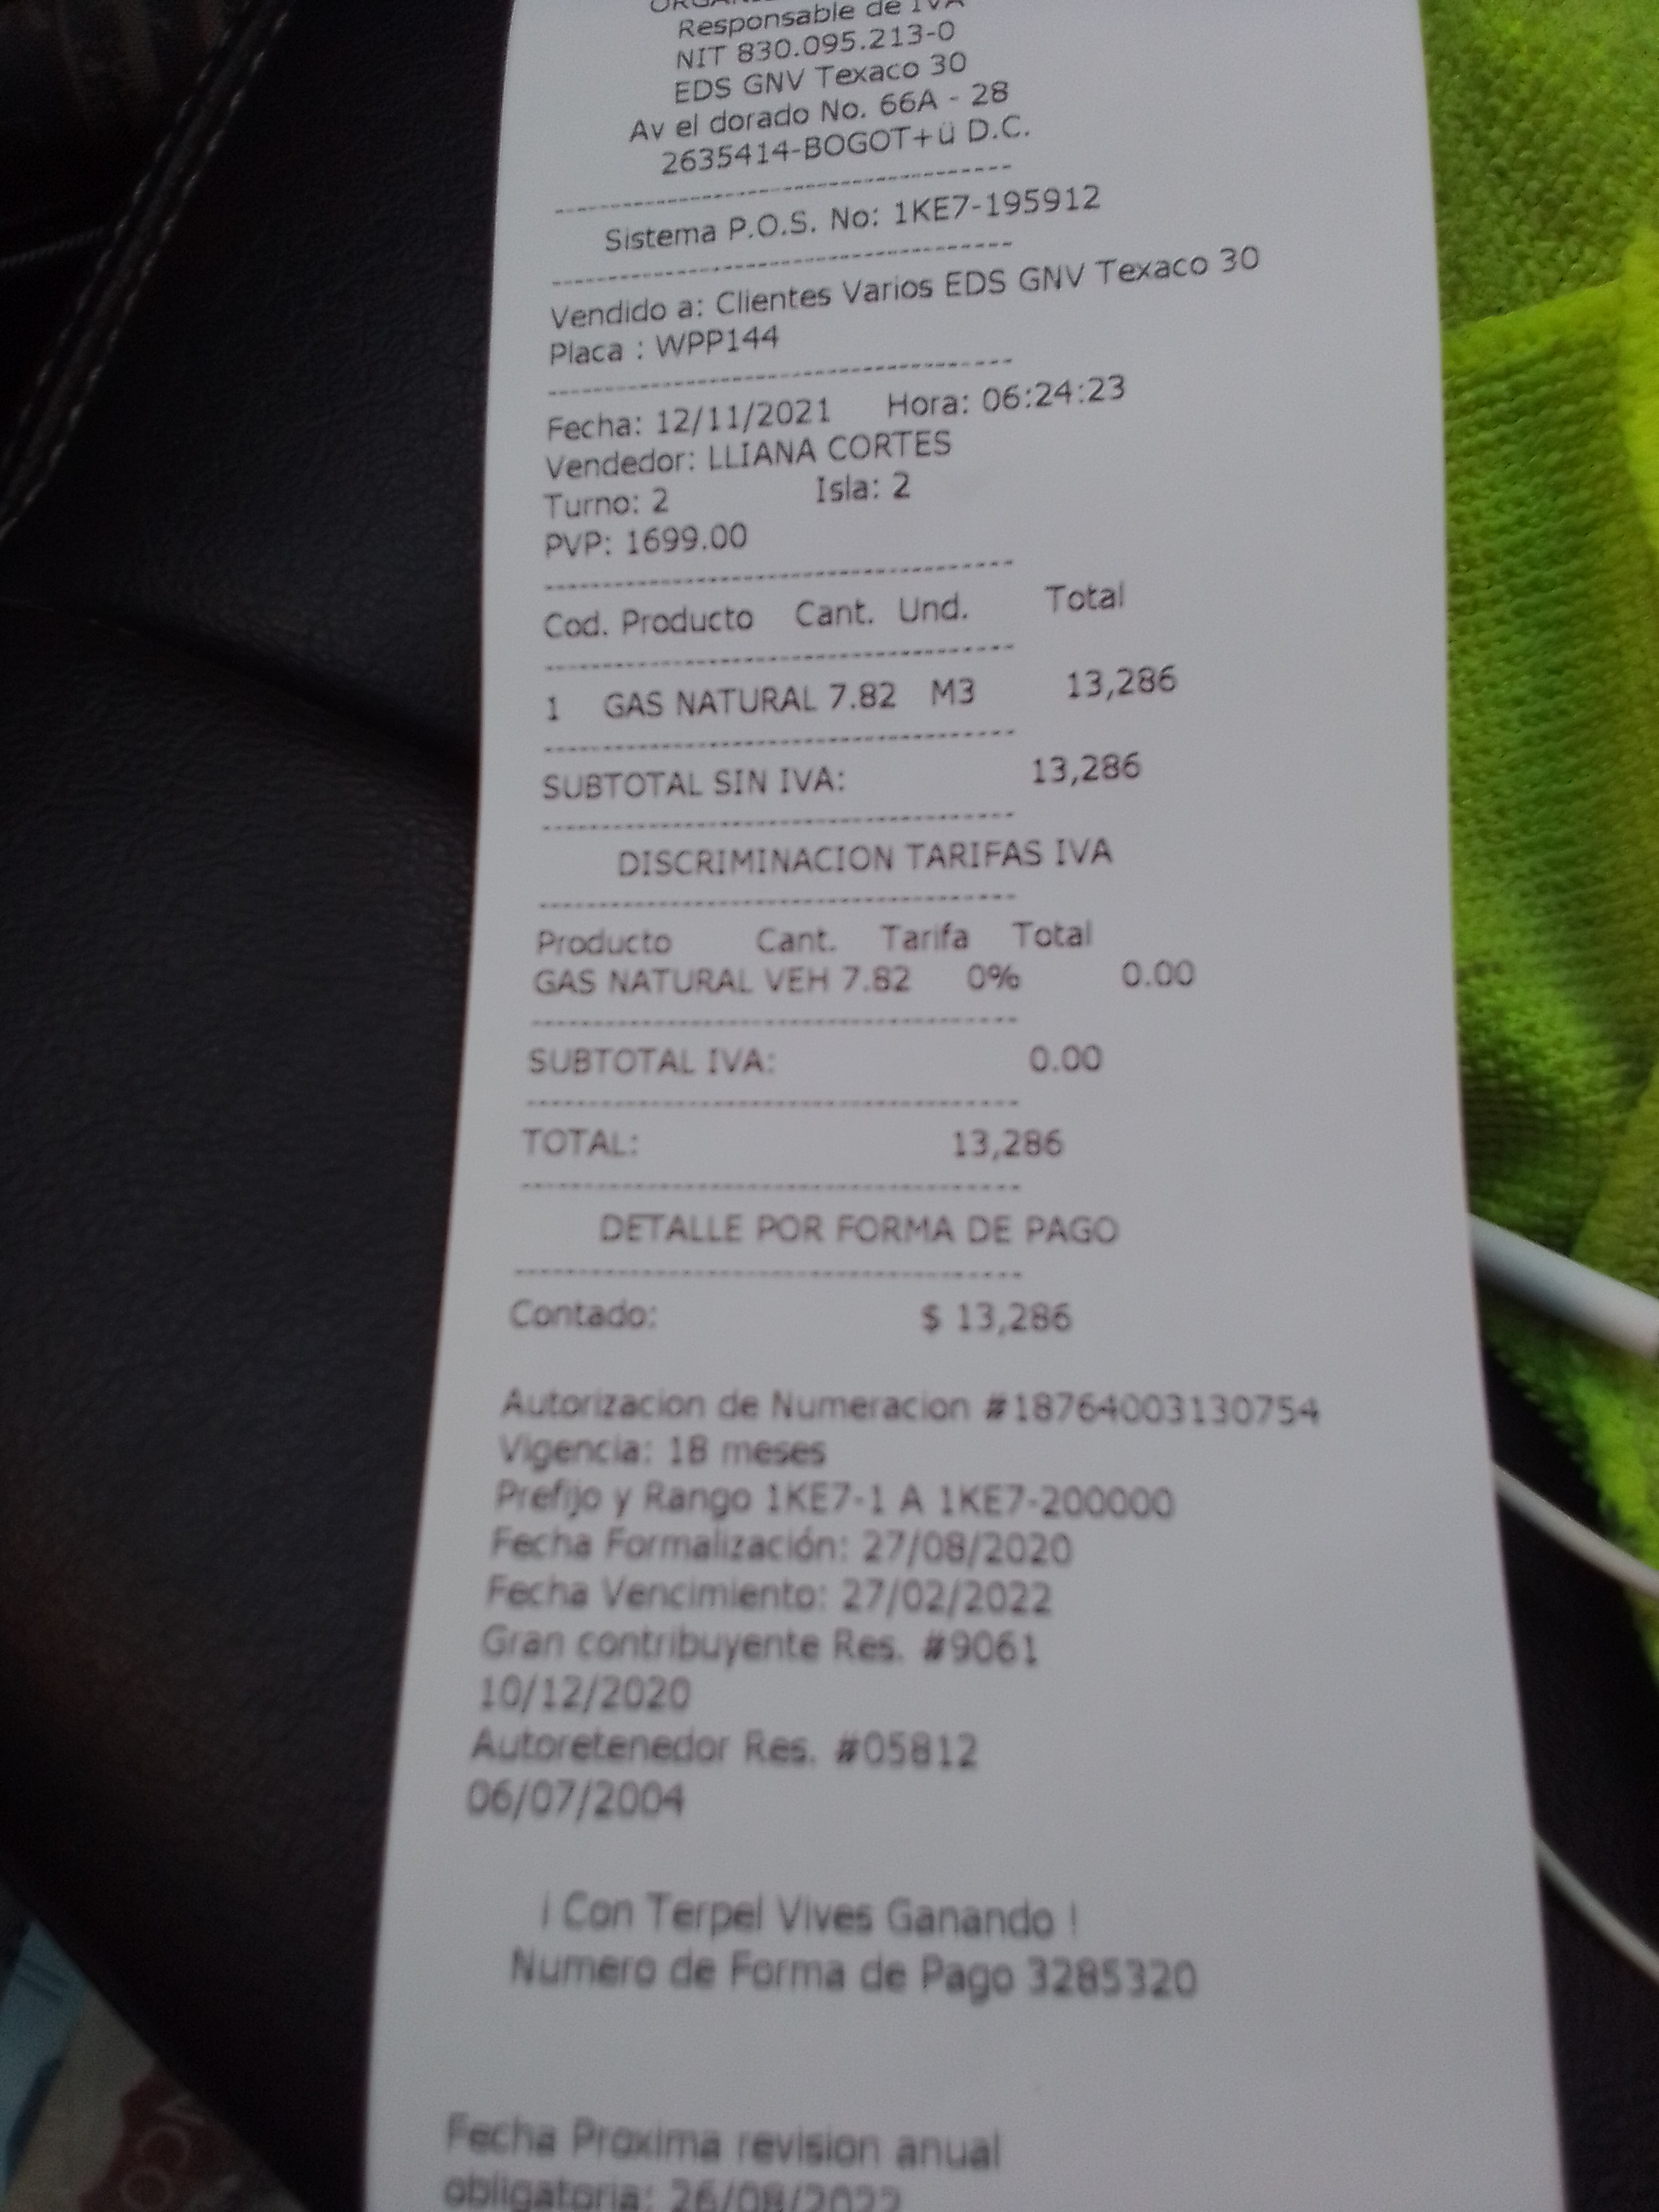 Responsable de IVA
NIT 830.095.213-0
EDS GNV Texaco 30
Av el dorado No. 66A - 28
2635414-BOGOT+ü D.C.
Sistema P.O.S. No: 1KE7-195912
Vendido a: Clientes Varios EDS GNV Texaco 30
Placa : WPP144
Fecha: 12/11/2021 Hora: 06:24:23
Vendedor: LLIANA CORTES
Turno: 2 Isla: 2
PVP: 1699.00
Cod. Producto Cant. Und. Total
1 GAS NATURAL 7.82 M3 13,286
SUBTOTAL SIN IVA: 13,286
DISCRIMINACION TARIFAS IVA
Producto Cant. Tarifa Total
GAS NATURAL VEH 7.82 0% 0.00
SUBTOTAL IVA: 0.00
TOTAL: 13,286
DETALLE POR FORMA DE PAGO
Contado: $ 13,286
Autorizacion de Numeracion #18764003130754
Vigencia: 18 meses
Prefijo y Rango 1KE7-1 A 1KE7-200000
Fecha Formalización: 27/08/2020
Fecha Vencimiento: 27/02/2022
Gran contribuyente Res. #9061
10/12/2020
Autoretenedor Res. #05812
06/07/2004
¡ Con Terpel Vives Ganando !
Numero de Forma de Pago 3285320
Fecha Proxima revision anual
obligatoria: 26/08/2022